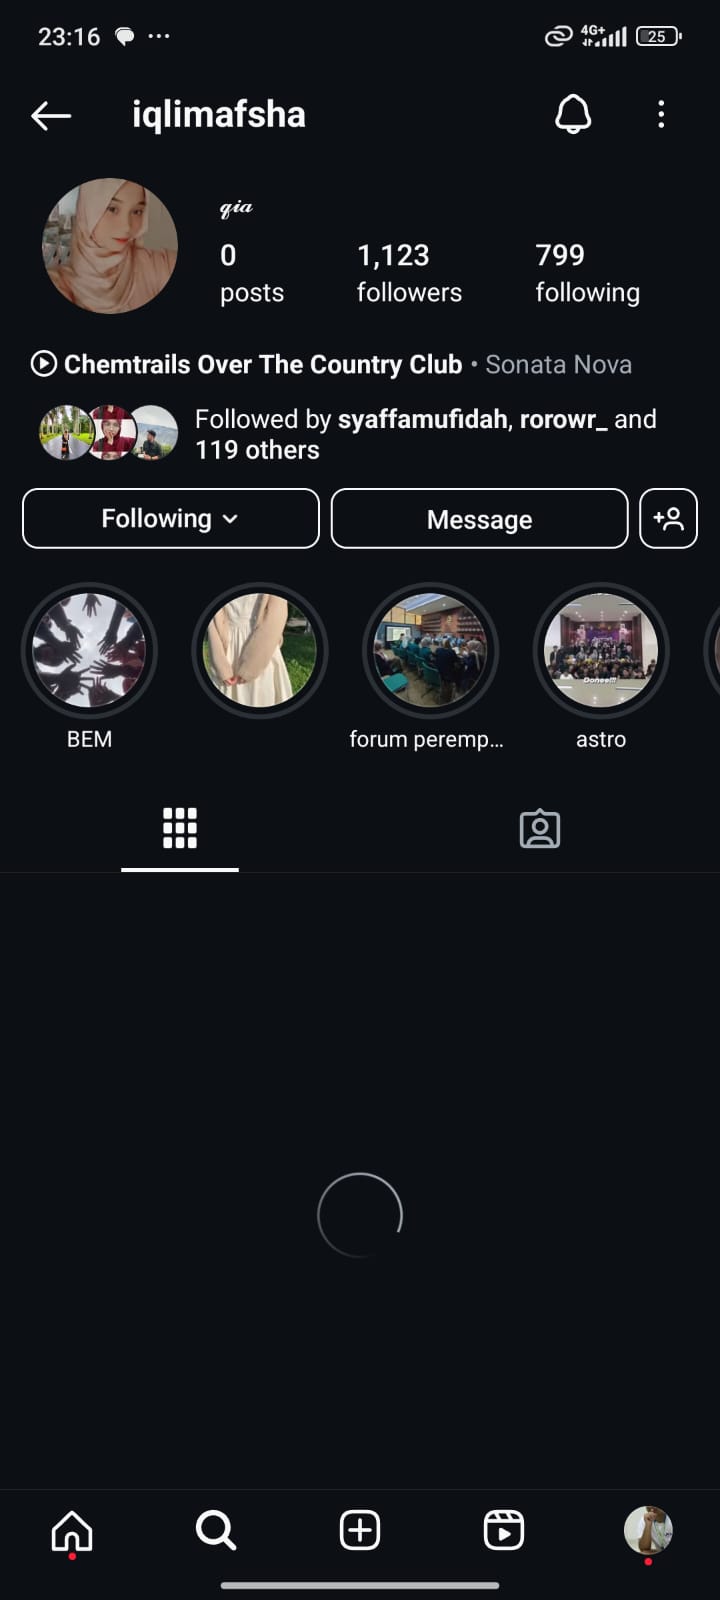 23:16 4G+ 25
iqlimafsha
qia
0 1,123 799
posts followers following
Chemtrails Over The Country Club • Sonata Nova
Followed by syaffamufidah, rorowr_ and
119 others
Following Message
BEM forum peremp... astro
Donee!!!